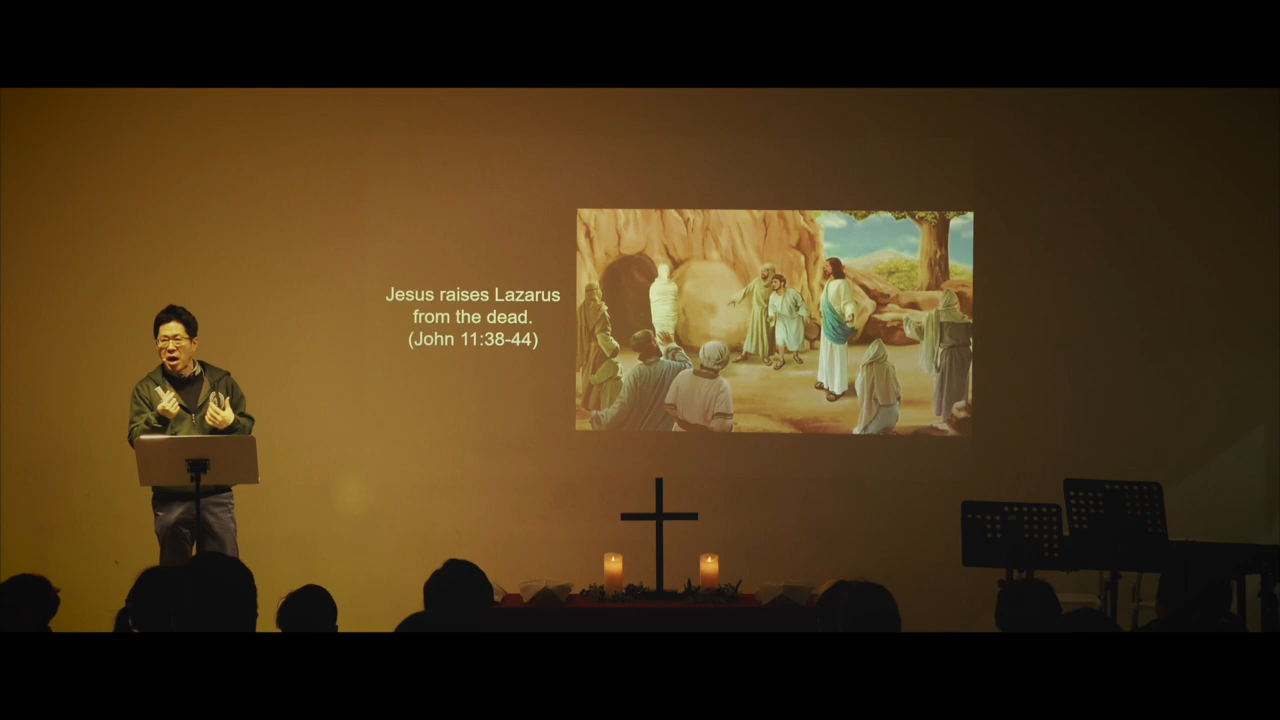 Jesus raises Lazarus
from the dead.
(John 11:38-44)